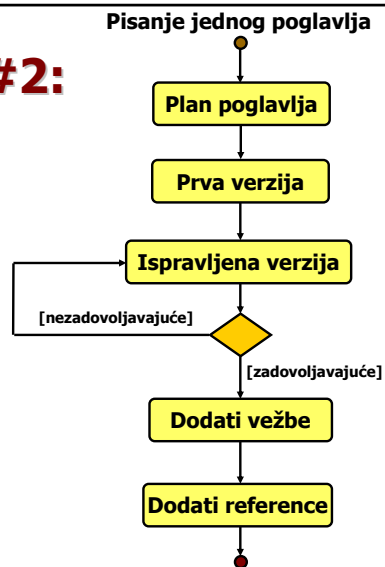 Pisanje jednog poglavlja
#2:
Plan poglavlja
Prva verzija
Ispravljena verzija
[nezadovoljavajuće]
[zadovoljavajuće]
Dodati vežbe
Dodati reference